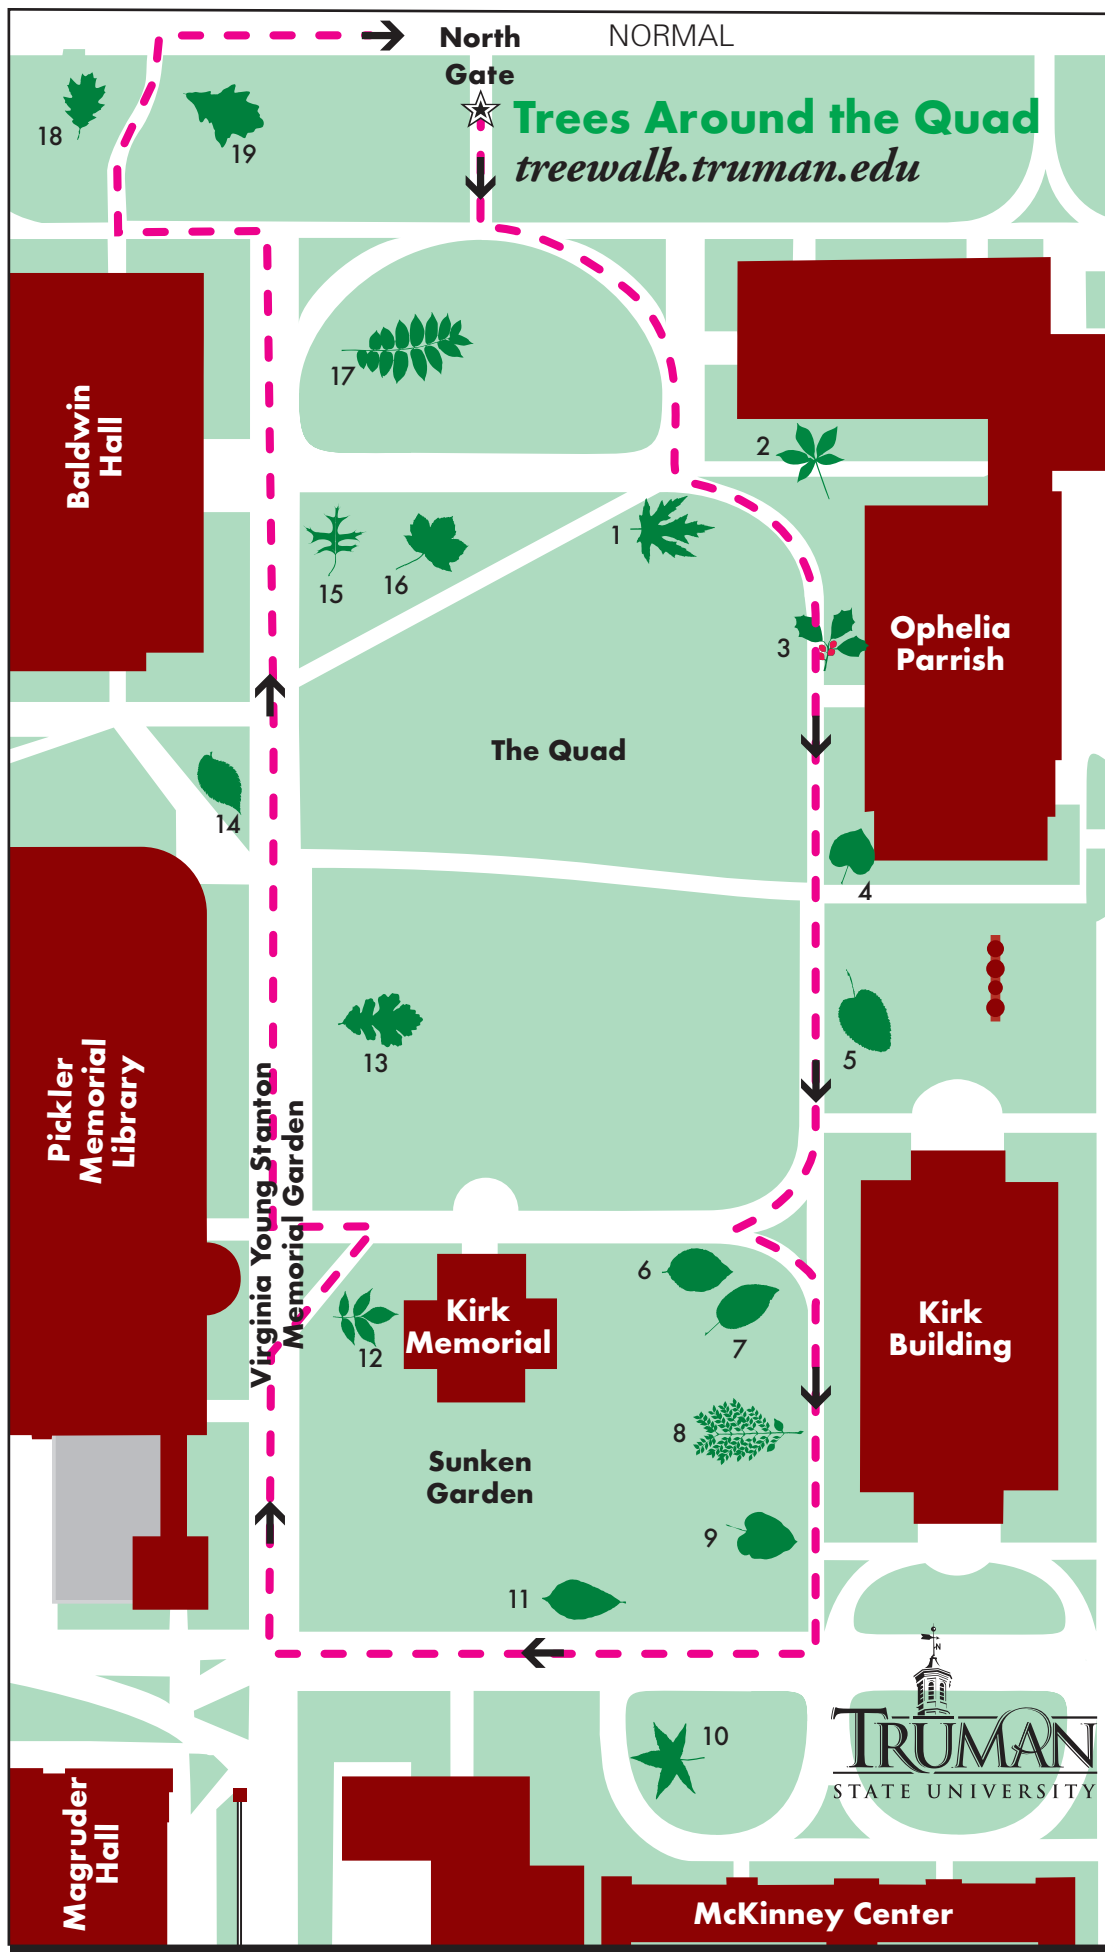 North
Gate
NORMAL
Trees Around the Quad
treewalk.truman.edu
18
19
17
Baldwin
Hall
2
1
15
16
3
Ophelia
Parrish
The Quad
14
4
5
13
Pickler
Memorial
Library
Virginia Young Stanton
Memorial Garden
6
7
12
Kirk
Memorial
Kirk
Building
8
Sunken
Garden
9
11
N
10
TRUMAN
STATE UNIVERSITY
Magruder
Hall
McKinney Center